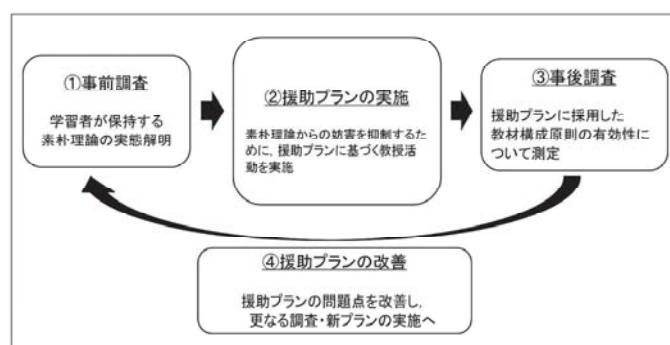 ①事前調査
学習者が保持する
素朴理論の実態解明
②援助プランの実施
素朴理論からの妨害を抑制するた
めに，援助プランに基づく教授活
動を実施
③事後調査
援助プランに採用した
教材構成原則の有効性に
ついて測定
④援助プランの改善
援助プランの問題点を改善し，
更なる調査・新プランの実施へ